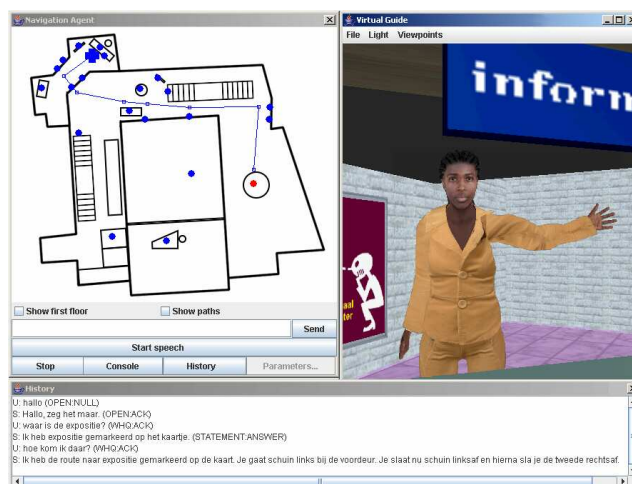 Navigation Agent
Show first floor
Show paths
Send
Start speech
Stop
Console
History
Parameters...
Virtual Guide
File Light Viewpoints
inform
aal
ter
History
U: hallo (OPEN:NULL)
S: Hallo, zeg het maar. (OPEN:ACK)
U: waar is de expositie? (WHQ:ACK)
S: Ik heb expositie gemarkeerd op het kaartje. (STATEMENT:ANSWER)
U: hoe kom ik daar? (WHQ:ACK)
S: Ik heb de route naar expositie gemarkeerd op de kaart. Je gaat schuin links bij de voordeur. Je slaat nu schuin linksaf en hierna sla je de tweede rechtsaf.